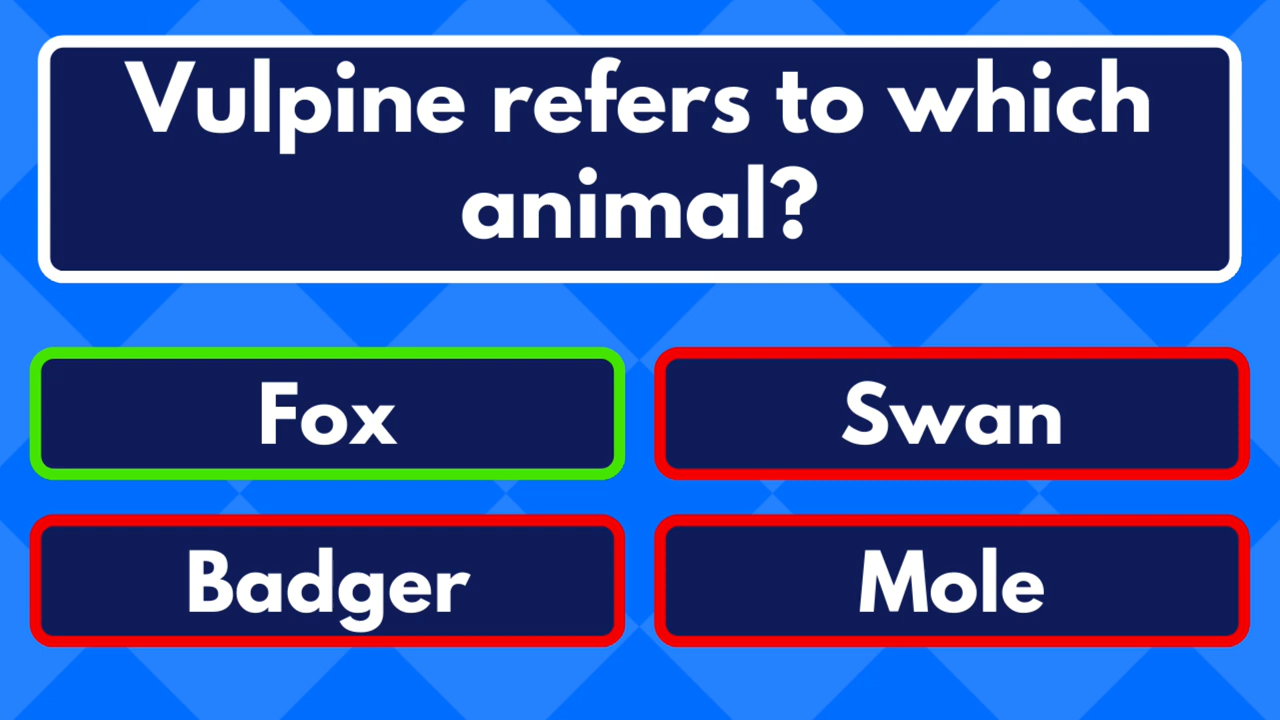 Vulpine refers to which
animal?
Fox
Swan
Badger
Mole